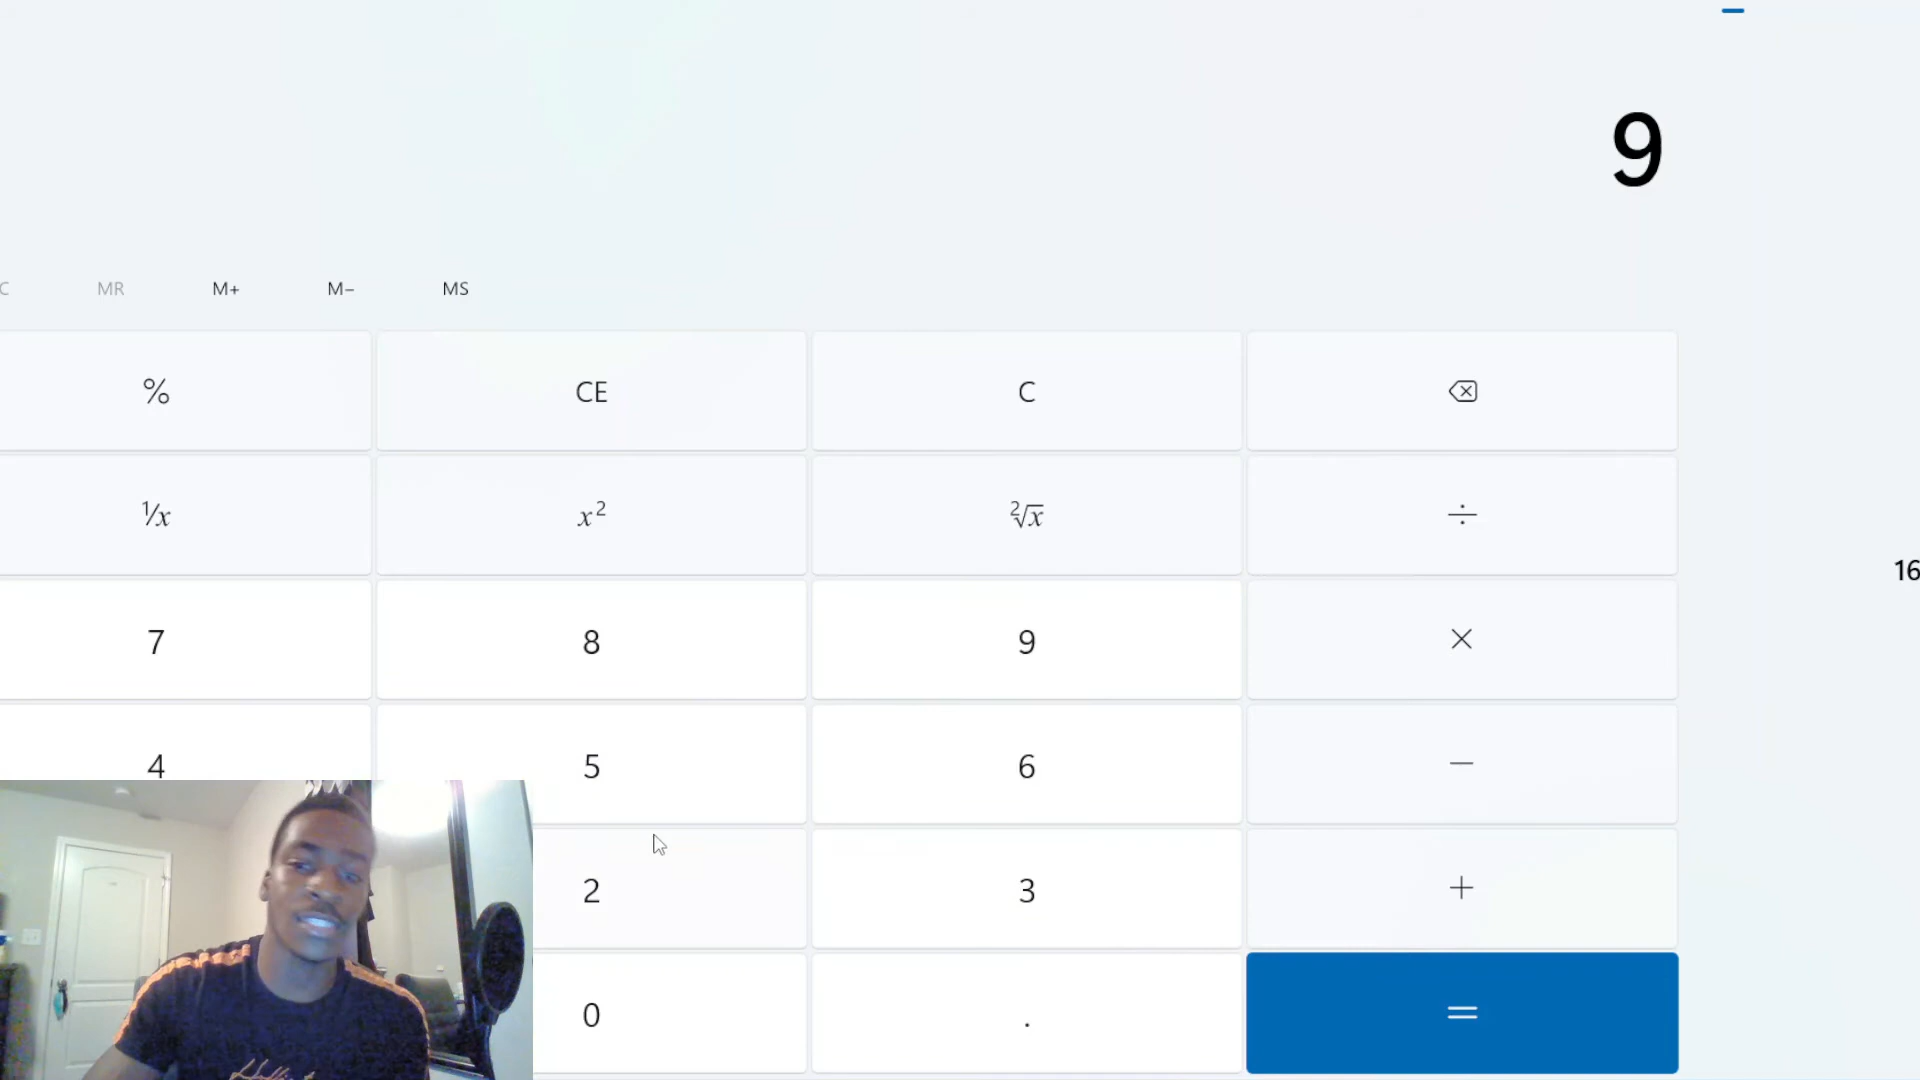 9
MR M+ M− MS
% CE C
¹⁄x x² ²√x ÷
16
7 8 9 ×
4 5 6 −
2 3 +
0 . =